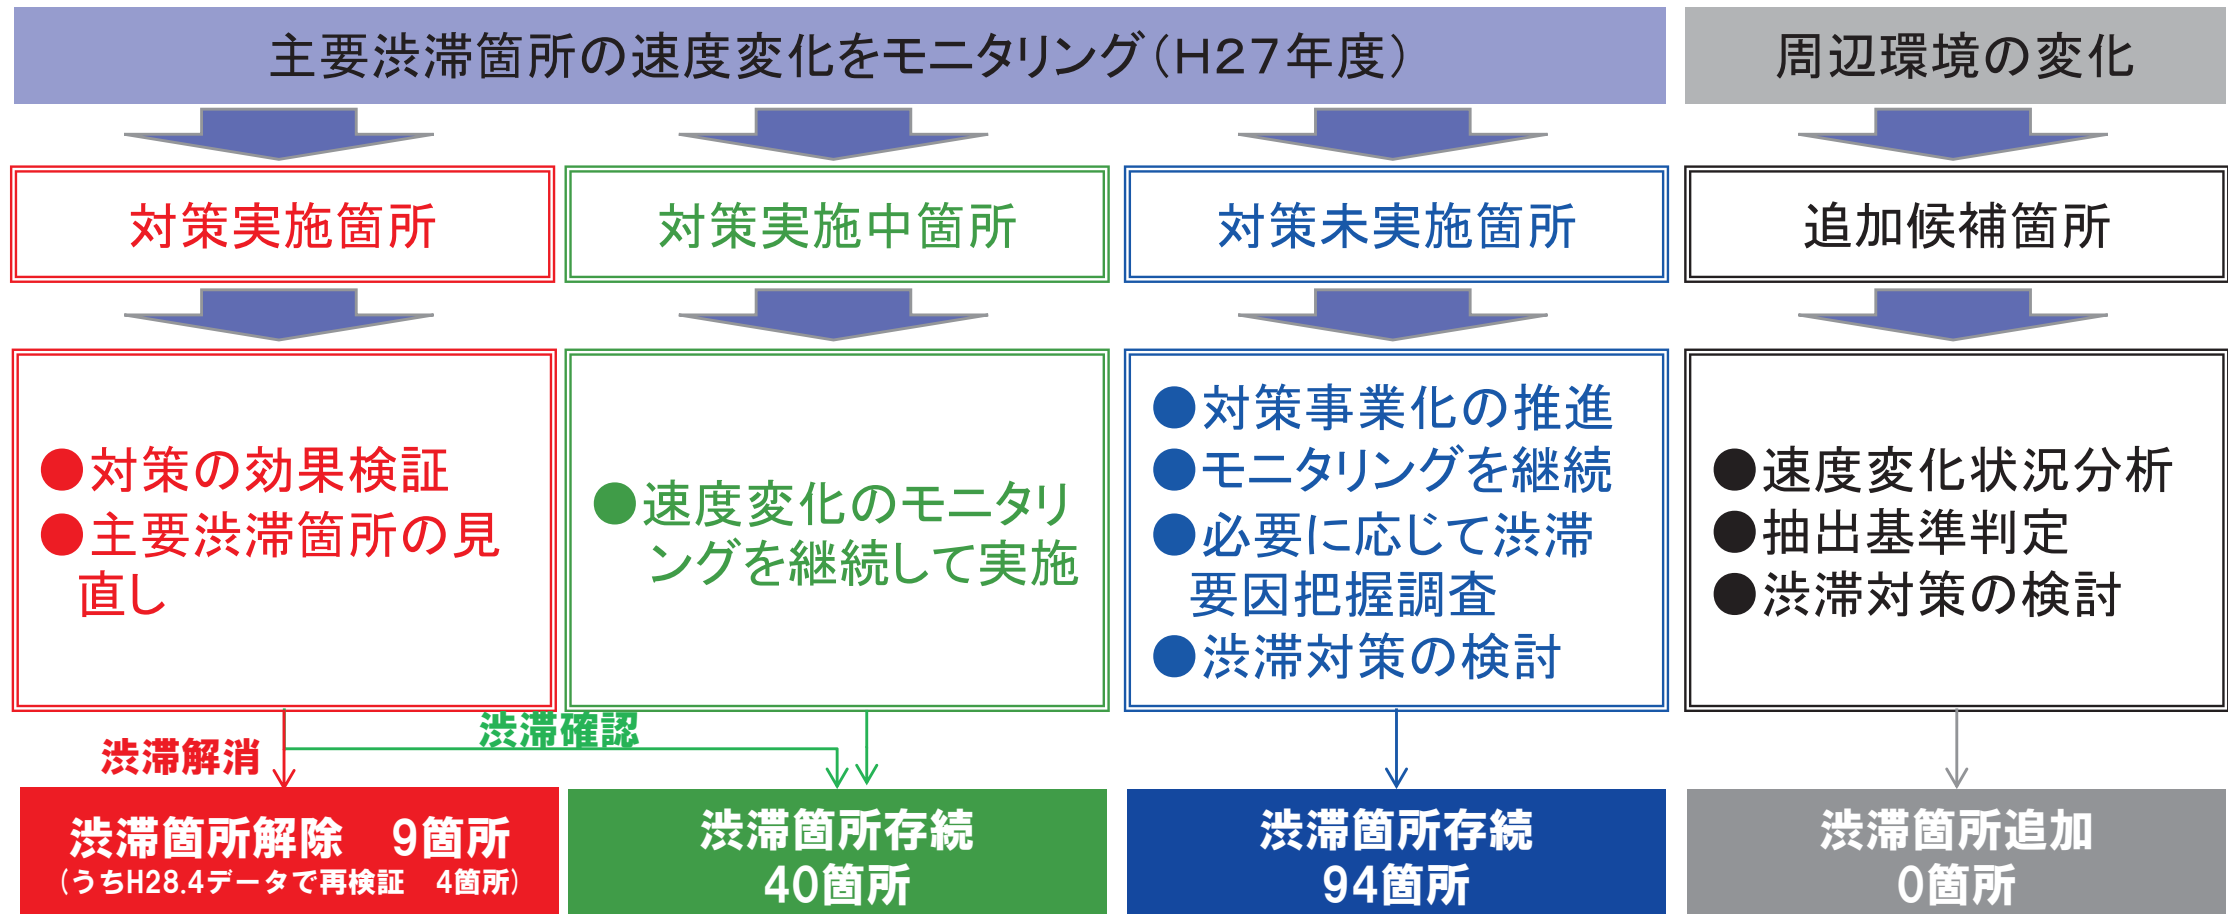 主要渋滞箇所の速度変化をモニタリング（H27年度）
周辺環境の変化
対策実施箇所
対策実施中箇所
対策未実施箇所
追加候補箇所
●対策の効果検証
●主要渋滞箇所の見
直し
●速度変化のモニタリ
ングを継続して実施
●対策事業化の推進
●モニタリングを継続
●必要に応じて渋滞
要因把握調査
●渋滞対策の検討
●速度変化状況分析
●抽出基準判定
●渋滞対策の検討
渋滞解消
渋滞確認
渋滞箇所解除　9箇所
（うちH28.4データで再検証　4箇所）
渋滞箇所存続
40箇所
渋滞箇所存続
94箇所
渋滞箇所追加
0箇所